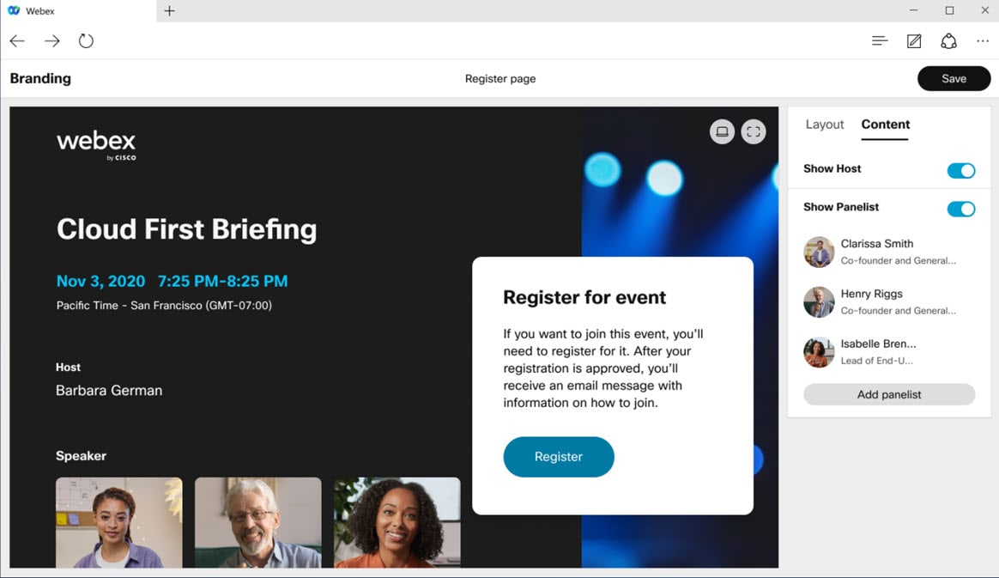 Webex
Branding
Register page
Save
webex
by CISCO
Cloud First Briefing
Nov 3, 2020 7:25 PM-8:25 PM
Pacific Time - San Francisco (GMT-07:00)
Host
Barbara German
Speaker
Register for event
If you want to join this event, you'll
need to register for it. After your
registration is approved, you'll
receive an email message with
information on how to join.
Register
Layout Content
Show Host
Show Panelist
Clarissa Smith
Co-founder and General...
Henry Riggs
Co-founder and General...
Isabelle Bren...
Lead of End-U...
Add panelist